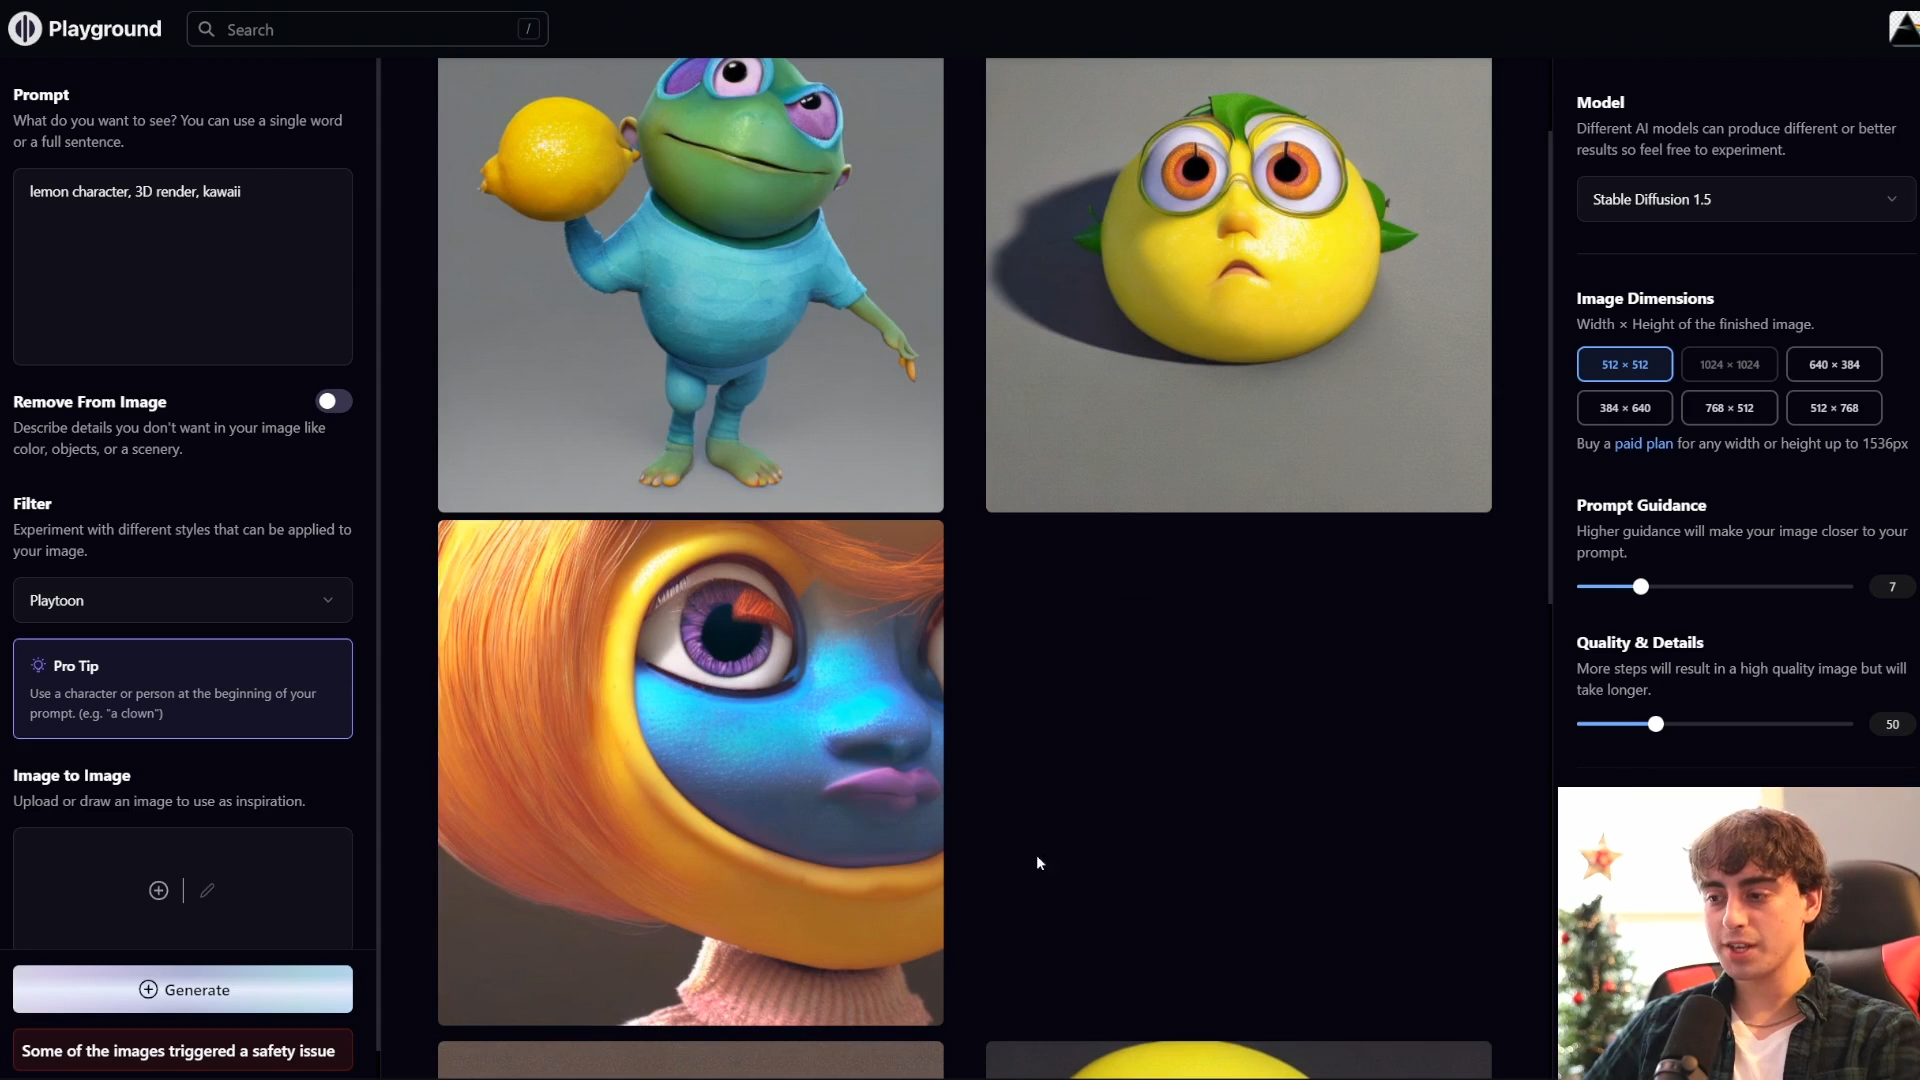 Playground
Search
/
Prompt
What do you want to see? You can use a single word
or a full sentence.
lemon character, 3D render, kawaii
Remove From Image
Describe details you don't want in your image like
color, objects, or a scenery.
Filter
Experiment with different styles that can be applied to
your image.
Playtoon
Pro Tip
Use a character or person at the beginning of your
prompt. (e.g. "a clown")
Image to Image
Upload or draw an image to use as inspiration.
Generate
Some of the images triggered a safety issue
Model
Different AI models can produce different or better
results so feel free to experiment.
Stable Diffusion 1.5
Image Dimensions
Width × Height of the finished image.
512 × 512
1024 × 1024
640 × 384
384 × 640
768 × 512
512 × 768
Buy a paid plan for any width or height up to 1536px
Prompt Guidance
Higher guidance will make your image closer to your
prompt.
7
Quality & Details
More steps will result in a high quality image but will
take longer.
50